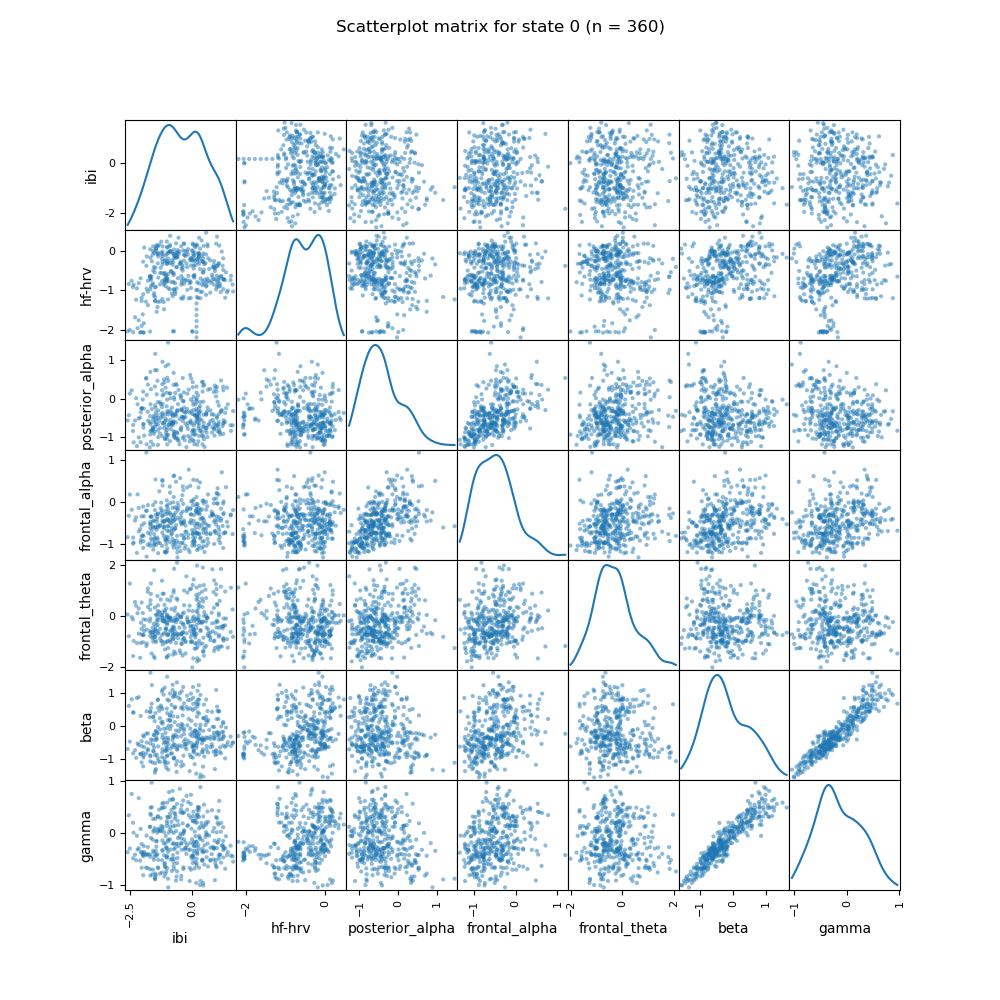 Scatterplot matrix for state 0 (n = 360)
ibi
0
−2
hf-hrv
0
−1
−2
posterior_alpha
1
0
−1
frontal_alpha
1
0
−1
frontal_theta
2
0
−2
beta
1
0
−1
gamma
1
0
−1
−2.5 0.0 −2 0 −1 0 1 −1 0 1 −2 0 2 −1 0 1 −1 0 1
ibi hf-hrv posterior_alpha frontal_alpha frontal_theta beta gamma